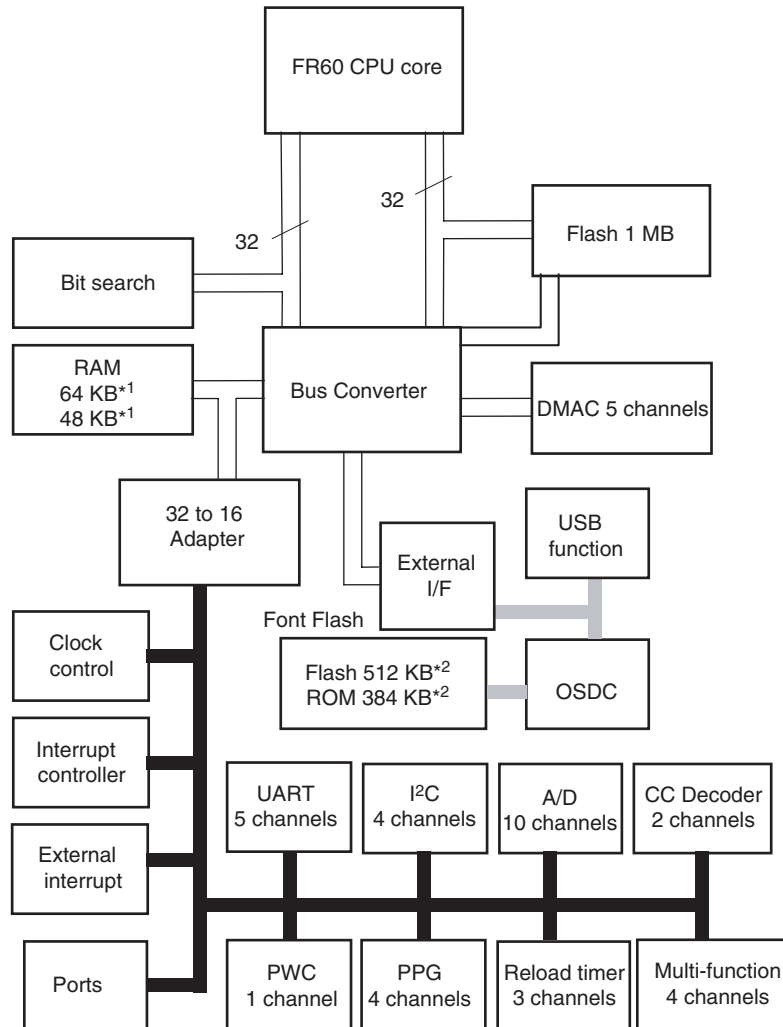 FR60 CPU core
32
32
Flash 1 MB
Bit search
RAM
64 KB*1
48 KB*1
Bus Converter
DMAC 5 channels
32 to 16
Adapter
USB
function
External
I/F
Font Flash
Flash 512 KB*2
ROM 384 KB*2
OSDC
Clock
control
Interrupt
controller
External
interrupt
Ports
UART
5 channels
I²C
4 channels
A/D
10 channels
CC Decoder
2 channels
PWC
1 channel
PPG
4 channels
Reload timer
3 channels
Multi-function
4 channels